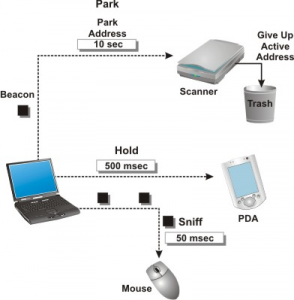 Park
Park
Address
10 sec
Give Up
Active
Address
Beacon
Scanner
Trash
Hold
500 msec
PDA
Sniff
50 msec
Mouse